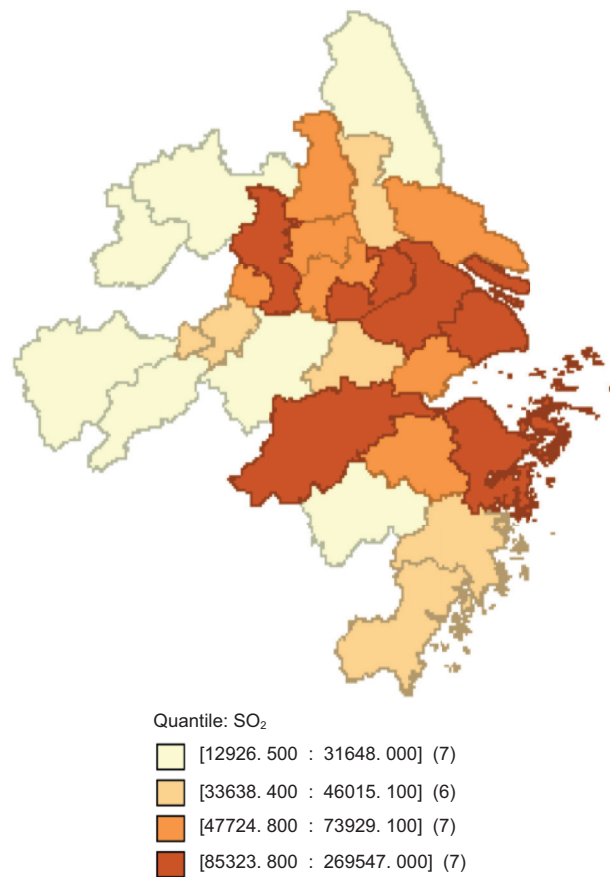 Quantile: SO₂
[12926. 500 : 31648. 000] (7)
[33638. 400 : 46015. 100] (6)
[47724. 800 : 73929. 100] (7)
[85323. 800 : 269547. 000] (7)